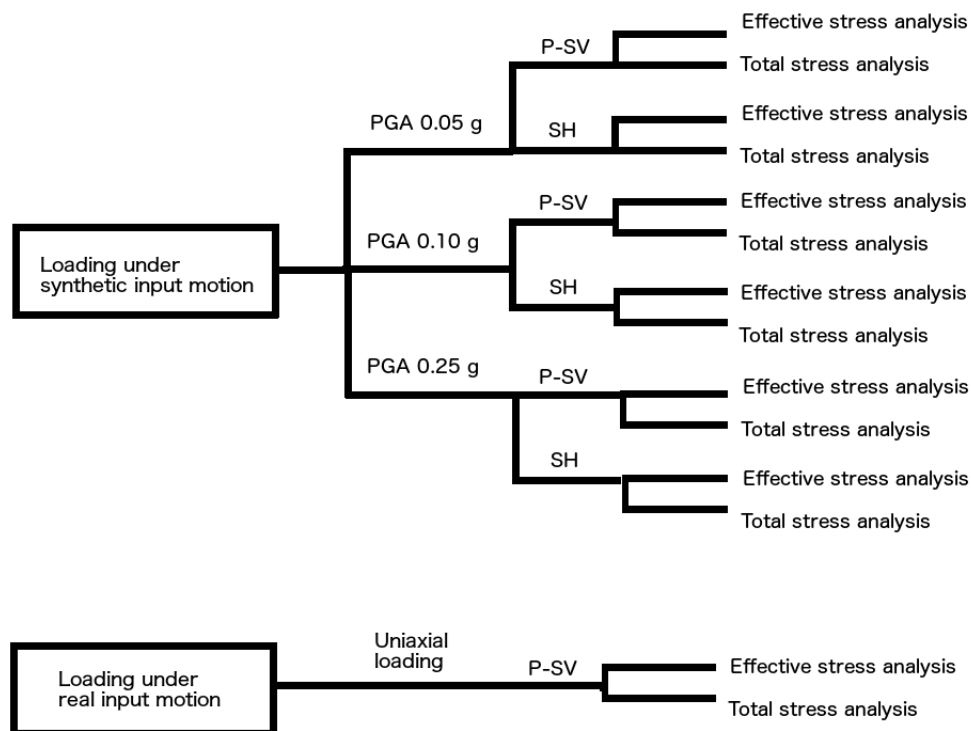 Effective stress analysis
P-SV
Total stress analysis
PGA 0.05 g
SH
Effective stress analysis
Total stress analysis
P-SV
Effective stress analysis
Total stress analysis
PGA 0.10 g
Loading under
synthetic input motion
SH
Effective stress analysis
Total stress analysis
PGA 0.25 g
P-SV
Effective stress analysis
Total stress analysis
SH
Effective stress analysis
Total stress analysis
Uniaxial
loading
Loading under
real input motion
P-SV
Effective stress analysis
Total stress analysis